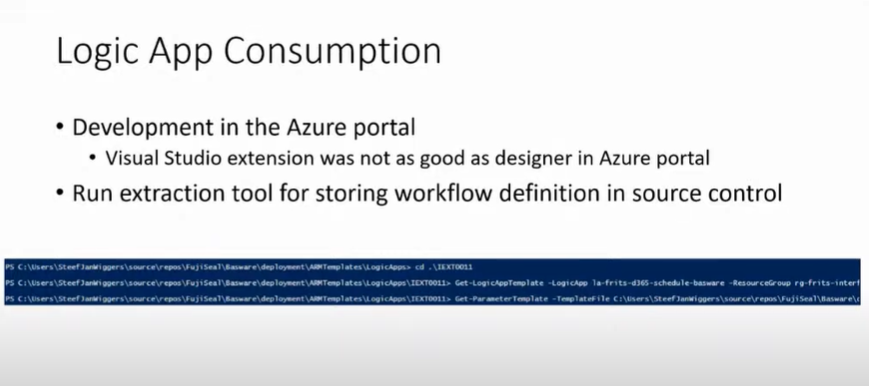 Logic App Consumption
• Development in the Azure portal
• Visual Studio extension was not as good as designer in Azure portal
• Run extraction tool for storing workflow definition in source control
PS C:\Users\SteefJanWiggers\source\repos\FujiSeal\Basware\deployment\ARMTemplates\LogicApps> cd .\IEXT0011
PS C:\Users\SteefJanWiggers\source\repos\FujiSeal\Basware\deployment\ARMTemplates\LogicApps\IEXT0011> Get-LogicAppTemplate -LogicApp la-frits-d365-schedule-basware -ResourceGroup rg-frits-interf
PS C:\Users\SteefJanWiggers\source\repos\FujiSeal\Basware\deployment\ARMTemplates\LogicApps\IEXT0011> Get-ParameterTemplate -TemplateFile C:\Users\SteefJanWiggers\source\repos\FujiSeal\Basware\